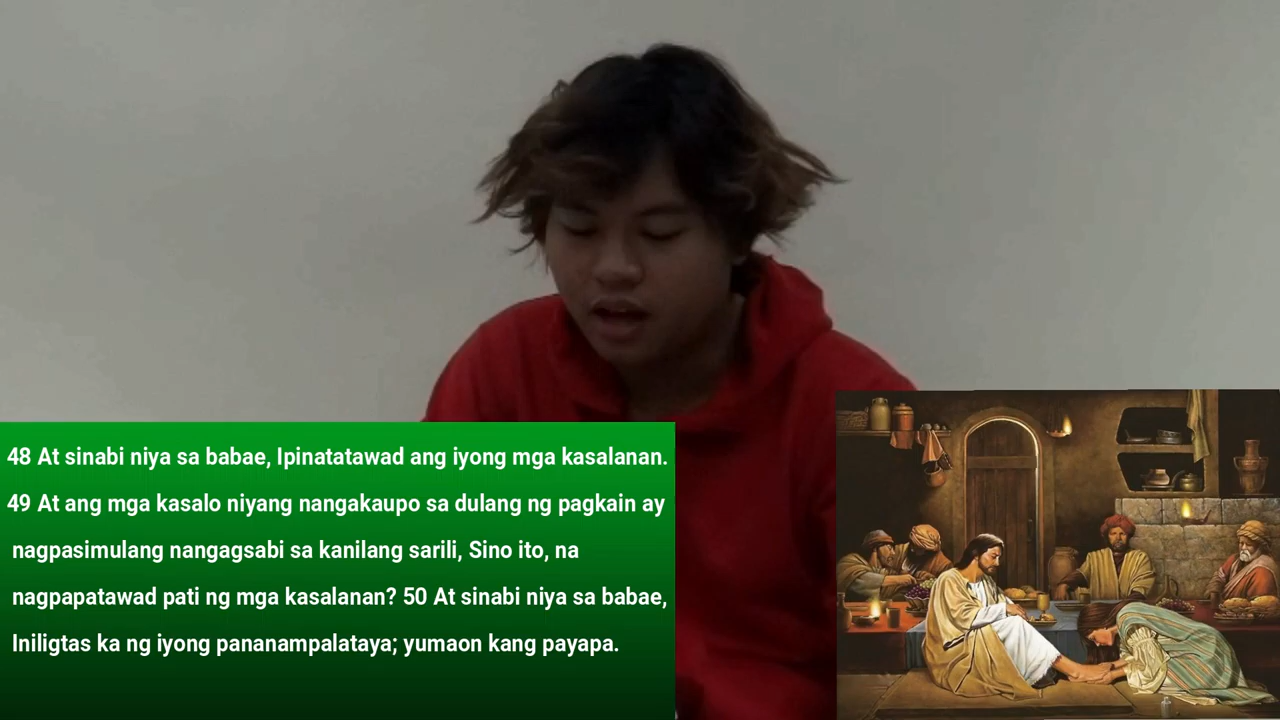 48 At sinabi niya sa babae, Ipinatatawad ang iyong mga kasalanan.
49 At ang mga kasalo niyang nangakaupo sa dulang ng pagkain ay
nagpasimulang nangagsabi sa kanilang sarili, Sino ito, na
nagpapatawad pati ng mga kasalanan? 50 At sinabi niya sa babae,
Iniligtas ka ng iyong pananampalataya; yumaon kang payapa.